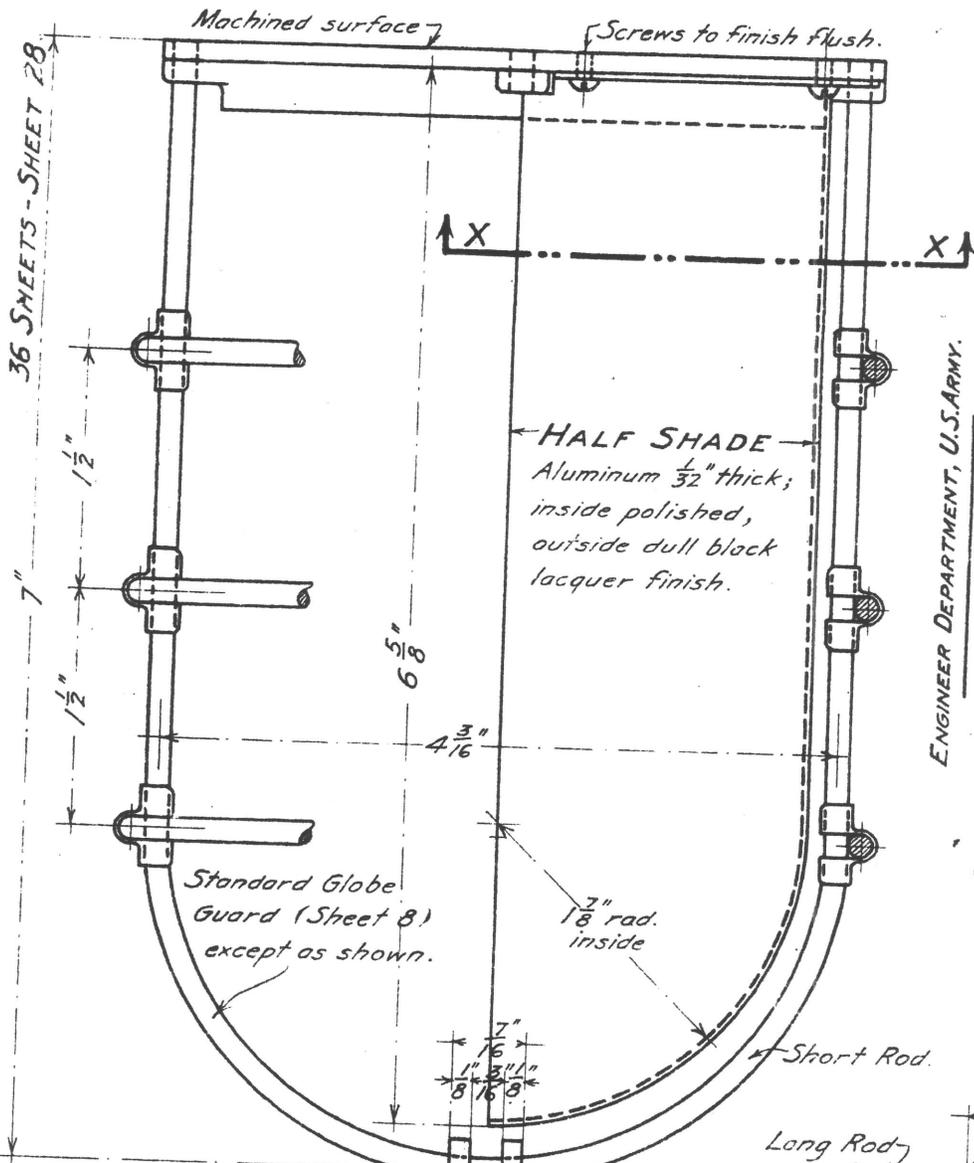 Machined surface
Screws to finish flush.
36 SHEETS - SHEET 28
X X
1 1/2"
HALF SHADE
Aluminum 1/32" thick;
inside polished,
outside dull black
lacquer finish.
ENGINEER DEPARTMENT, U.S. ARMY.
7"
6 5/8"
1 1/2"
4 3/16"
Standard Globe
Guard (Sheet 8)
except as shown.
1 7/8" rad.
inside
7/16"
1/8" 3/16" 1/8"
Short Rod.
Long Rod